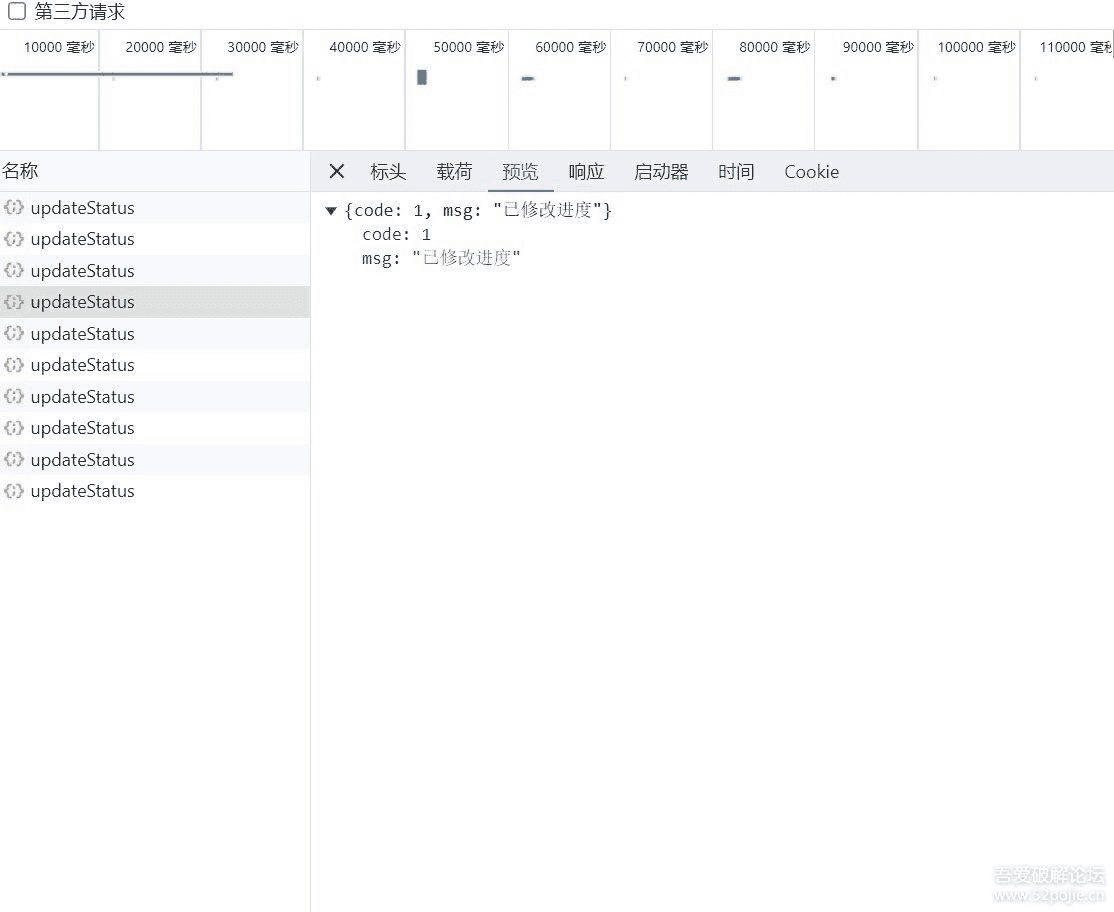 第三方请求
10000 毫秒 20000 毫秒 30000 毫秒 40000 毫秒 50000 毫秒 60000 毫秒 70000 毫秒 80000 毫秒 90000 毫秒 100000 毫秒 110000 毫
名称 标头 载荷 预览 响应 启动器 时间 Cookie
updateStatus
updateStatus
updateStatus
updateStatus
updateStatus
updateStatus
updateStatus
updateStatus
updateStatus
updateStatus
{code: 1, msg: "已修改进度"}
code: 1
msg: "已修改进度"
吾爱破解论坛
www.52pojie.cn